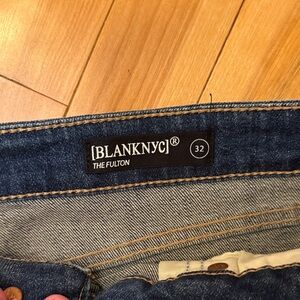 [BLANKNYC]®
THE FULTON
32